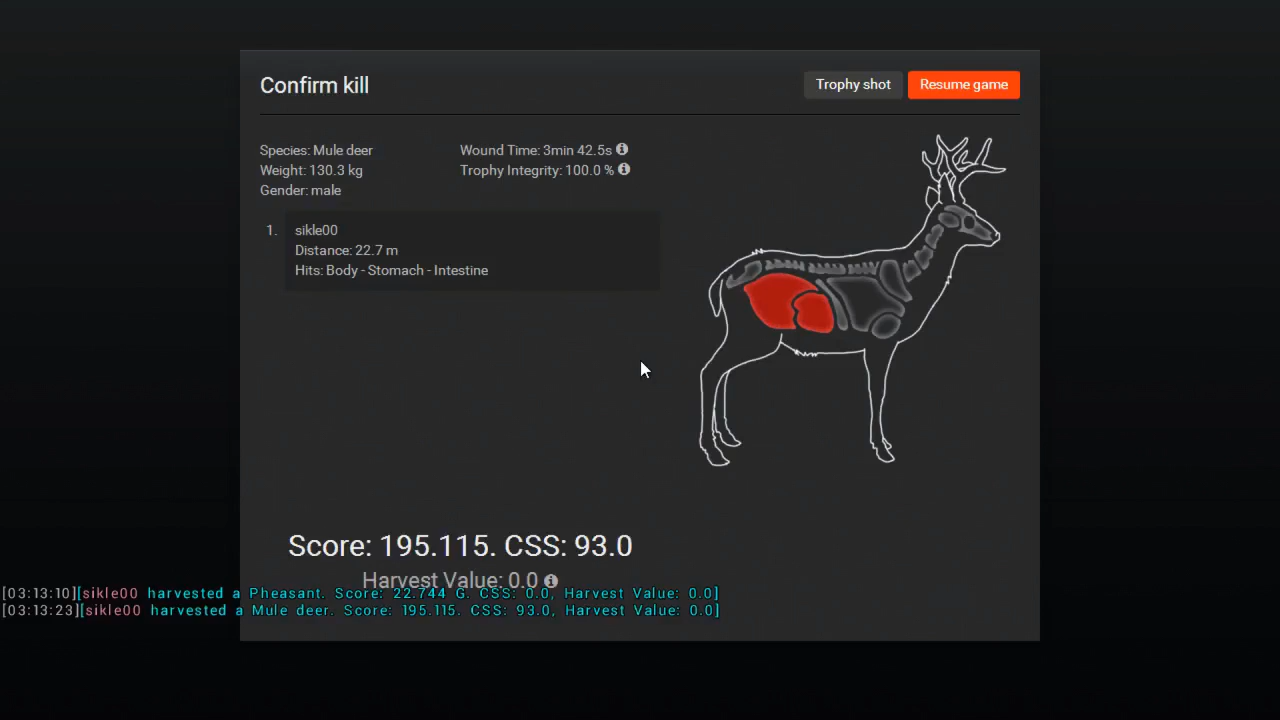 Confirm kill
Trophy shot
Resume game
Species: Mule deer
Wound Time: 3min 42.5s
Weight: 130.3 kg
Trophy Integrity: 100.0 %
Gender: male
1. sikle00
Distance: 22.7 m
Hits: Body - Stomach - Intestine
Score: 195.115. CSS: 93.0
Harvest Value: 0.0
[03:13:10][sikle00 harvested a Pheasant. Score: 22.744 G. CSS: 0.0, Harvest Value: 0.0]
[03:13:23][sikle00 harvested a Mule deer. Score: 195.115. CSS: 93.0, Harvest Value: 0.0]